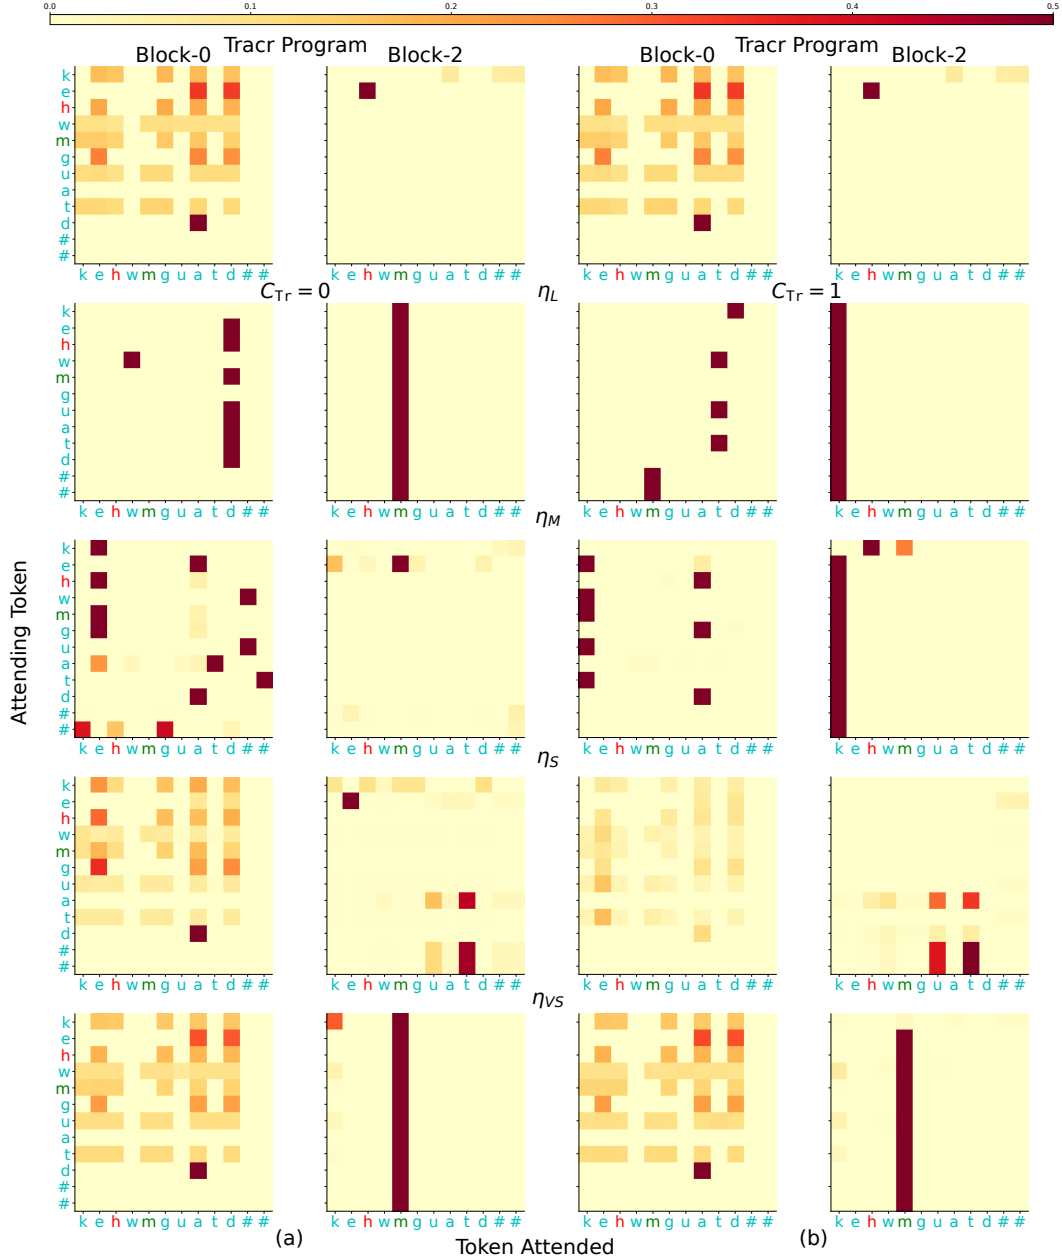 0.0 0.1 0.2 0.3 0.4 0.5
Tracr Program Tracr Program
Block-0 Block-2 Block-0 Block-2
k
e
h
w
m
g
u
a
t
d
#
#
k e h w m g u a t d # # k e h w m g u a t d # # k e h w m g u a t d # # k e h w m g u a t d # #
C_Tr = 0 η_L C_Tr = 1
k
e
h
w
m
g
u
a
t
d
#
#
k e h w m g u a t d # # k e h w m g u a t d # # k e h w m g u a t d # # k e h w m g u a t d # #
η_M
Attending Token
k
e
h
w
m
g
u
a
t
d
#
#
k e h w m g u a t d # # k e h w m g u a t d # # k e h w m g u a t d # # k e h w m g u a t d # #
η_S
k
e
h
w
m
g
u
a
t
d
#
#
k e h w m g u a t d # # k e h w m g u a t d # # k e h w m g u a t d # # k e h w m g u a t d # #
η_VS
k
e
h
w
m
g
u
a
t
d
#
#
k e h w m g u a t d # # k e h w m g u a t d # # k e h w m g u a t d # # k e h w m g u a t d # #
(a) (b)
Token Attended